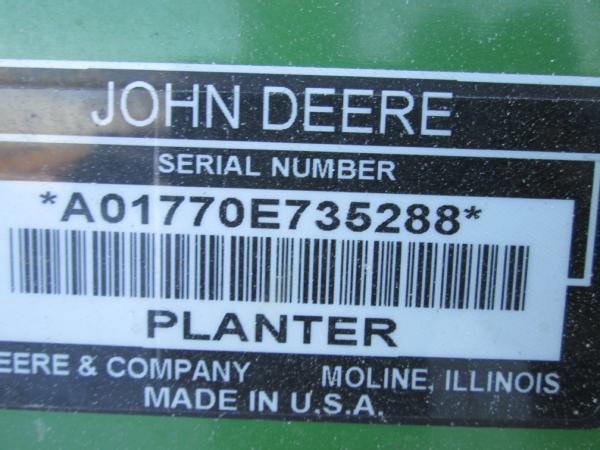 JOHN DEERE
SERIAL NUMBER
*A01770E735288*
PLANTER
EERE & COMPANY MOLINE, ILLINOIS
MADE IN U.S.A.